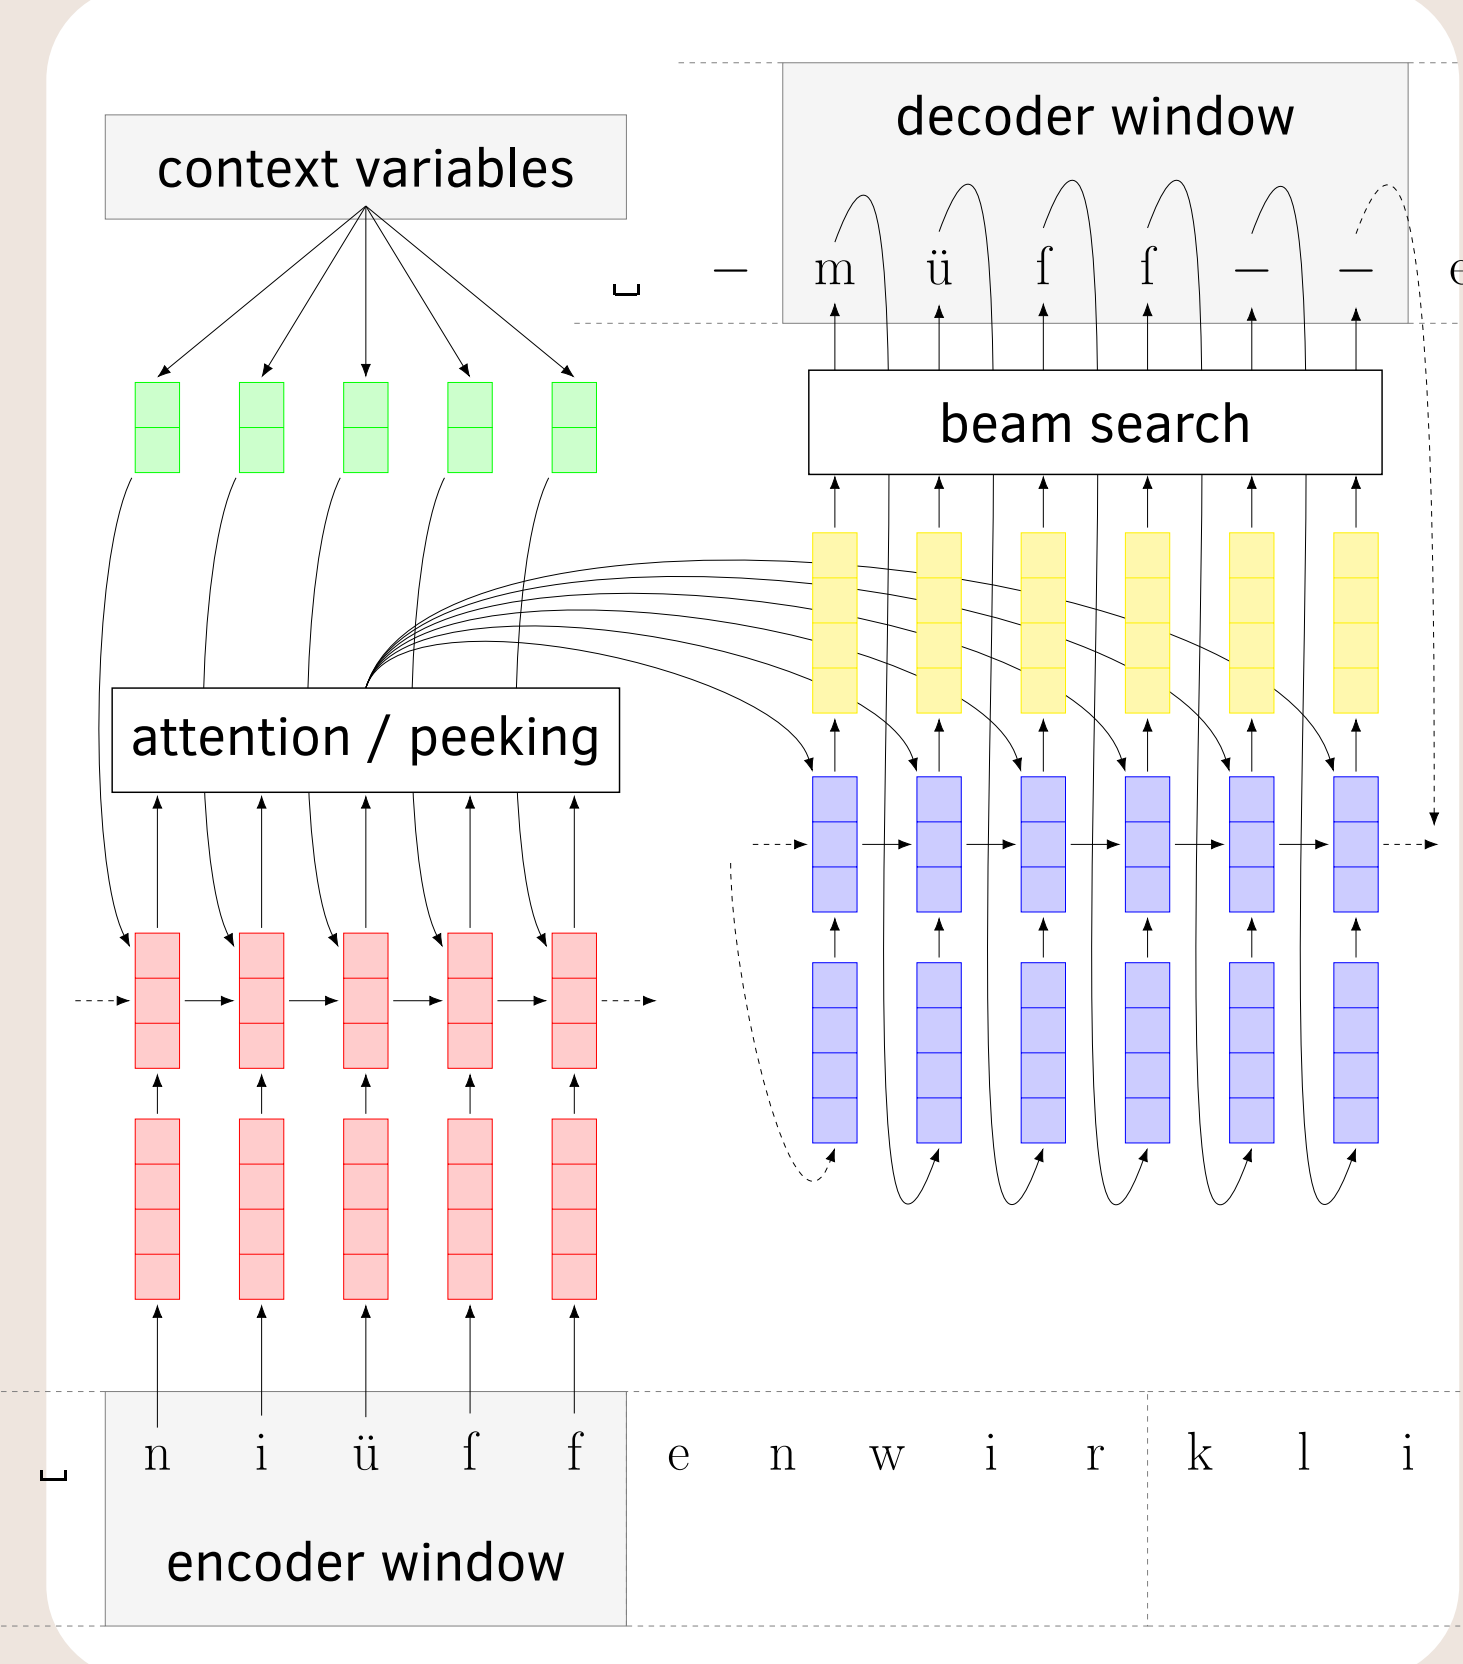 decoder window
context variables
␣ – m ü ſ ſ – – e
beam search
attention / peeking
␣ n i ü ſ f e n w i r k l i
encoder window